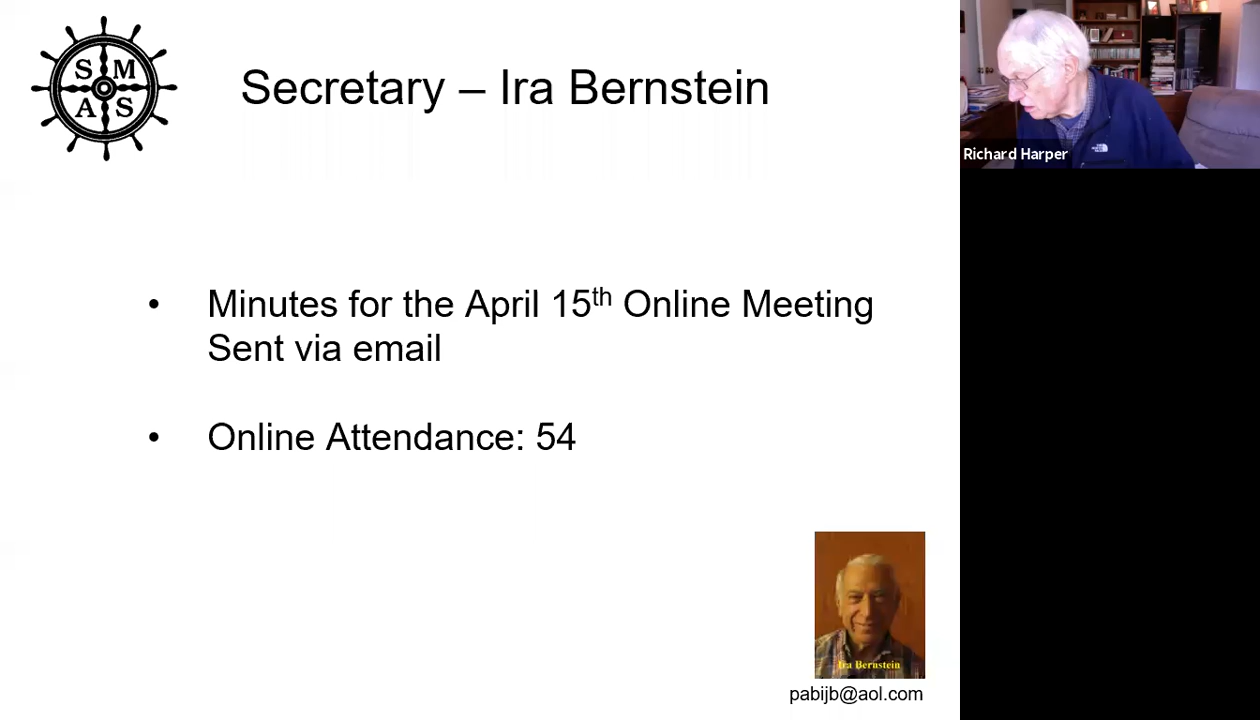 S M
A S
Secretary – Ira Bernstein
Richard Harper
• Minutes for the April 15th Online Meeting
Sent via email
• Online Attendance: 54
Ira Bernstein
pabijb@aol.com